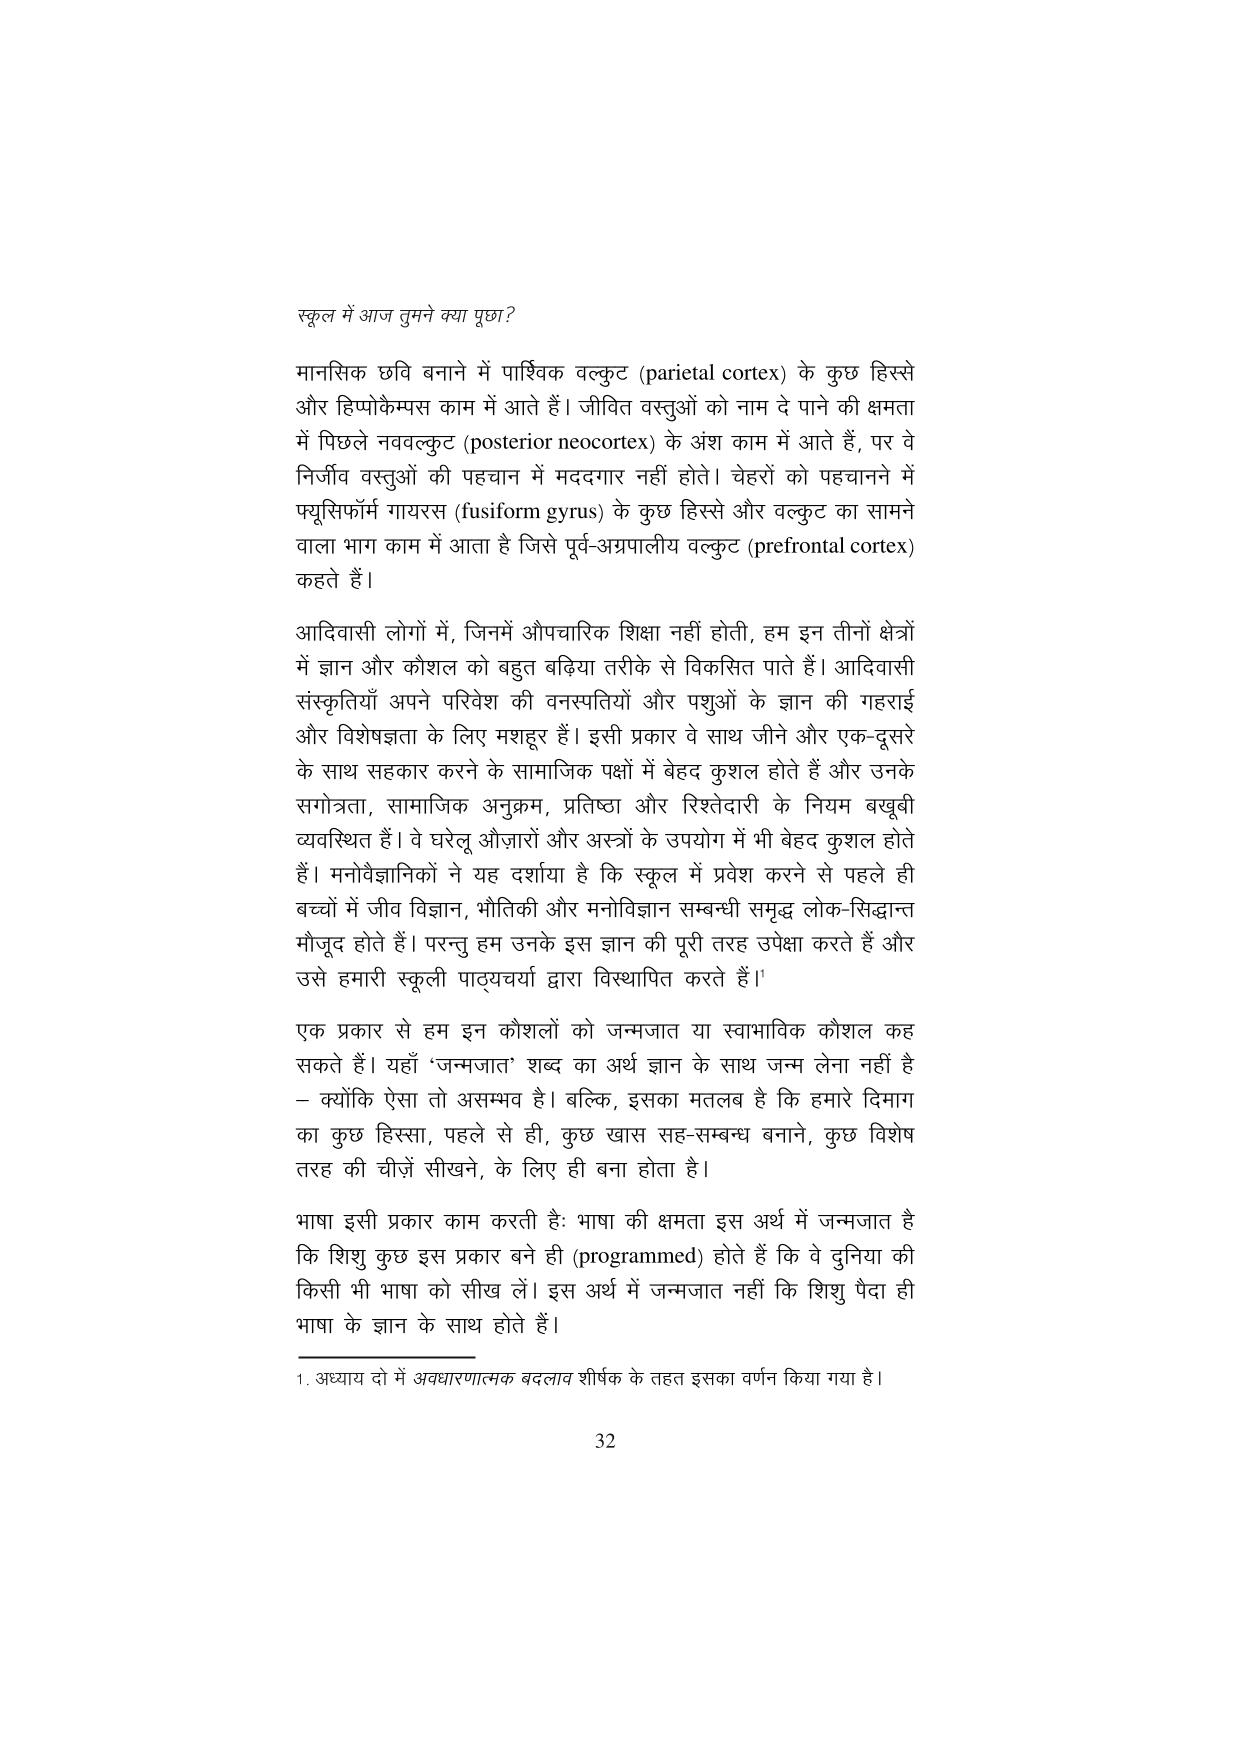 स्कूल में आज तुमने क्या पूछा?
मानसिक छवि बनाने में पार्श्विक वल्कुट (parietal cortex) के कुछ हिस्से
और हिप्पोकैम्पस काम में आते हैं। जीवित वस्तुओं को नाम दे पाने की क्षमता
में पिछले नववल्कुट (posterior neocortex) के अंश काम में आते हैं, पर वे
निर्जीव वस्तुओं की पहचान में मददगार नहीं होते। चेहरों को पहचानने में
फ्यूसिफॉर्म गायरस (fusiform gyrus) के कुछ हिस्से और वल्कुट का सामने
वाला भाग काम में आता है जिसे पूर्व-अग्रपालीय वल्कुट (prefrontal cortex)
कहते हैं।
आदिवासी लोगों में, जिनमें औपचारिक शिक्षा नहीं होती, हम इन तीनों क्षेत्रों
में ज्ञान और कौशल को बहुत बढ़िया तरीके से विकसित पाते हैं। आदिवासी
संस्कृतियाँ अपने परिवेश की वनस्पतियों और पशुओं के ज्ञान की गहराई
और विशेषज्ञता के लिए मशहूर हैं। इसी प्रकार वे साथ जीने और एक-दूसरे
के साथ सहकार करने के सामाजिक पक्षों में बेहद कुशल होते हैं और उनके
सगोत्रता, सामाजिक अनुक्रम, प्रतिष्ठा और रिश्तेदारी के नियम बखूबी
व्यवस्थित हैं। वे घरेलू औज़ारों और अस्त्रों के उपयोग में भी बेहद कुशल होते
हैं। मनोवैज्ञानिकों ने यह दर्शाया है कि स्कूल में प्रवेश करने से पहले ही
बच्चों में जीव विज्ञान, भौतिकी और मनोविज्ञान सम्बन्धी समृद्ध लोक-सिद्धान्त
मौजूद होते हैं। परन्तु हम उनके इस ज्ञान की पूरी तरह उपेक्षा करते हैं और
उसे हमारी स्कूली पाठ्यचर्या द्वारा विस्थापित करते हैं।¹
एक प्रकार से हम इन कौशलों को जन्मजात या स्वाभाविक कौशल कह
सकते हैं। यहाँ ‘जन्मजात’ शब्द का अर्थ ज्ञान के साथ जन्म लेना नहीं है
– क्योंकि ऐसा तो असम्भव है। बल्कि, इसका मतलब है कि हमारे दिमाग
का कुछ हिस्सा, पहले से ही, कुछ खास सह-सम्बन्ध बनाने, कुछ विशेष
तरह की चीज़ें सीखने, के लिए ही बना होता है।
भाषा इसी प्रकार काम करती है: भाषा की क्षमता इस अर्थ में जन्मजात है
कि शिशु कुछ इस प्रकार बने ही (programmed) होते हैं कि वे दुनिया की
किसी भी भाषा को सीख लें। इस अर्थ में जन्मजात नहीं कि शिशु पैदा ही
भाषा के ज्ञान के साथ होते हैं।
1. अध्याय दो में अवधारणात्मक बदलाव शीर्षक के तहत इसका वर्णन किया गया है।
32